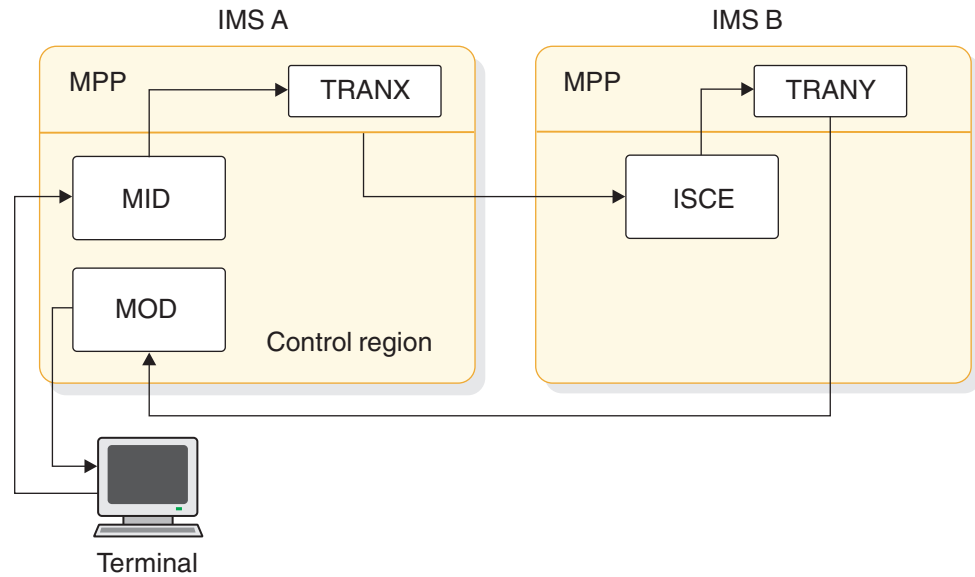 IMS A
IMS B
MPP
TRANX
MPP
TRANY
MID
ISCE
MOD
Control region
Terminal